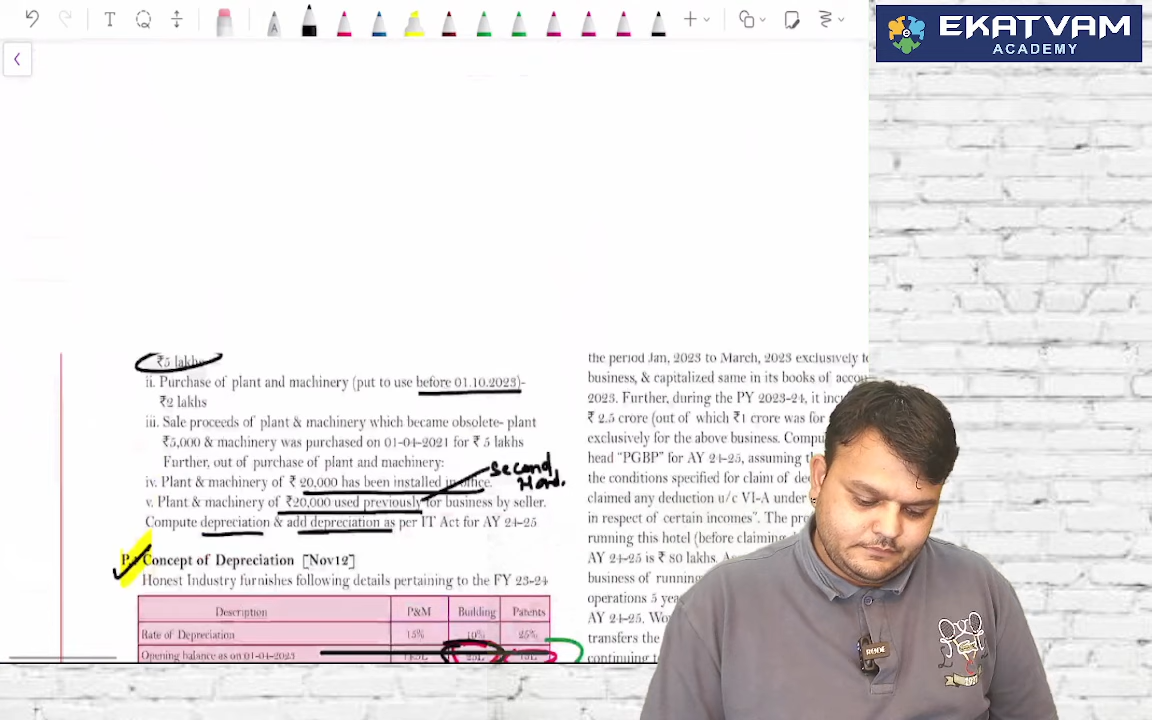 EKATVAM
ACADEMY
₹5 lakhs
ii. Purchase of plant and machinery (put to use before 01.10.2023)-
₹2 lakhs
iii. Sale proceeds of plant & machinery which became obsolete- plant
₹5,000 & machinery was purchased on 01-04-2021 for ₹ 5 lakhs
Further, out of purchase of plant and machinery:
iv. Plant & machinery of ₹ 20,000 has been installed in office.
Second
Hand.
v. Plant & machinery of ₹20,000 used previously for business by seller.
Compute depreciation & add depreciation as per IT Act for AY 24-25
Concept of Depreciation [Nov12]
Honest Industry furnishes following details pertaining to the FY 23-24
Description P&M Building Patents
Rate of Depreciation 15% 10% 25%
Opening balance as on 01-04-2023
the period Jan, 2023 to March, 2023 exclusively
business, & capitalized same in its books of
2023. Further, during the PY 2023-24, it
₹ 2.5 crore (out of which ₹1 crore was for
exclusively for the above business.
head "PGBP" for AY 24-25, assuming
the conditions specified for claim of
claimed any deduction u/c VI-A under
in respect of certain incomes". The
running this hotel (before claiming
AY 24-25 is ₹ 80 lakhs.
business of running
operations 5
AY 24-25.
transfers the
continuing
RODE